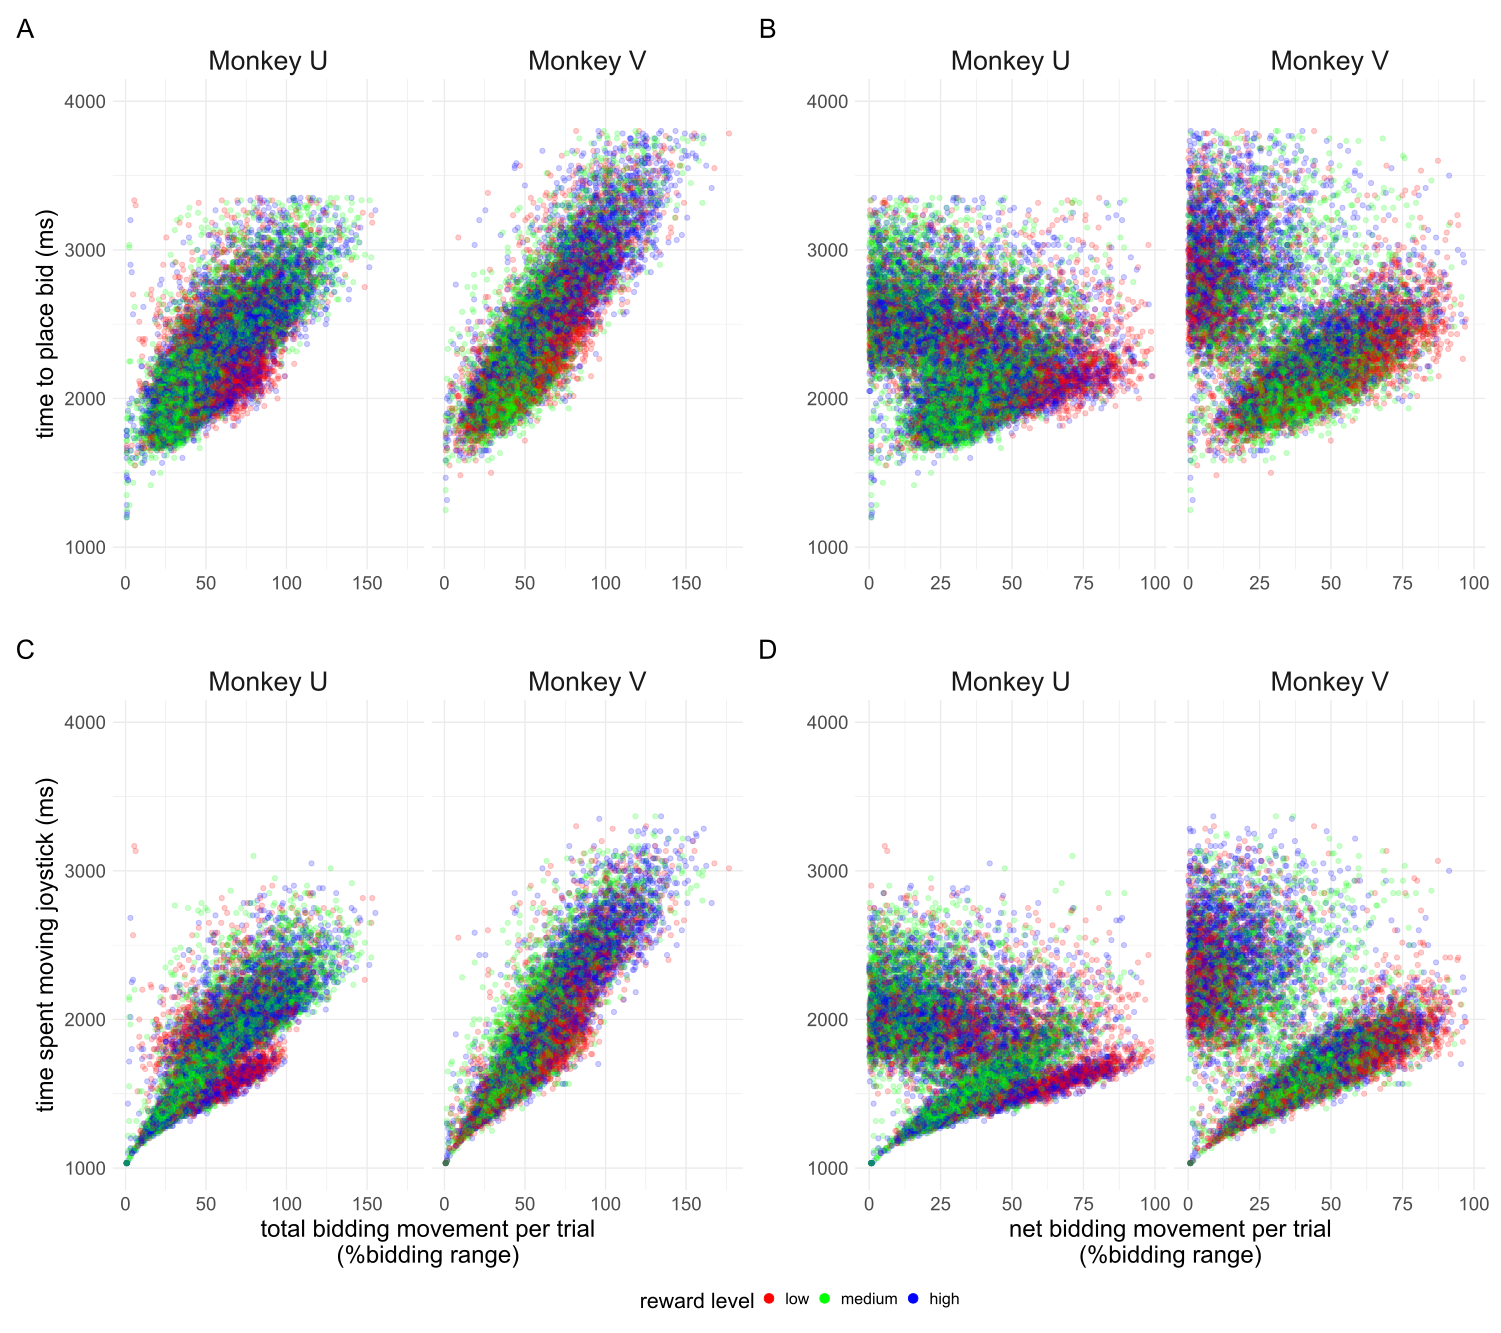 A
B
Monkey U
Monkey V
Monkey U
Monkey V
time to place bid (ms)
4000
3000
2000
1000
4000
3000
2000
1000
0 50 100 150
0 50 100 150
0 25 50 75 100
0 25 50 75 100
C
D
Monkey U
Monkey V
Monkey U
Monkey V
time spent moving joystick (ms)
4000
3000
2000
1000
4000
3000
2000
1000
0 50 100 150
0 50 100 150
0 25 50 75 100
0 25 50 75 100
total bidding movement per trial
(%bidding range)
net bidding movement per trial
(%bidding range)
reward level low medium high